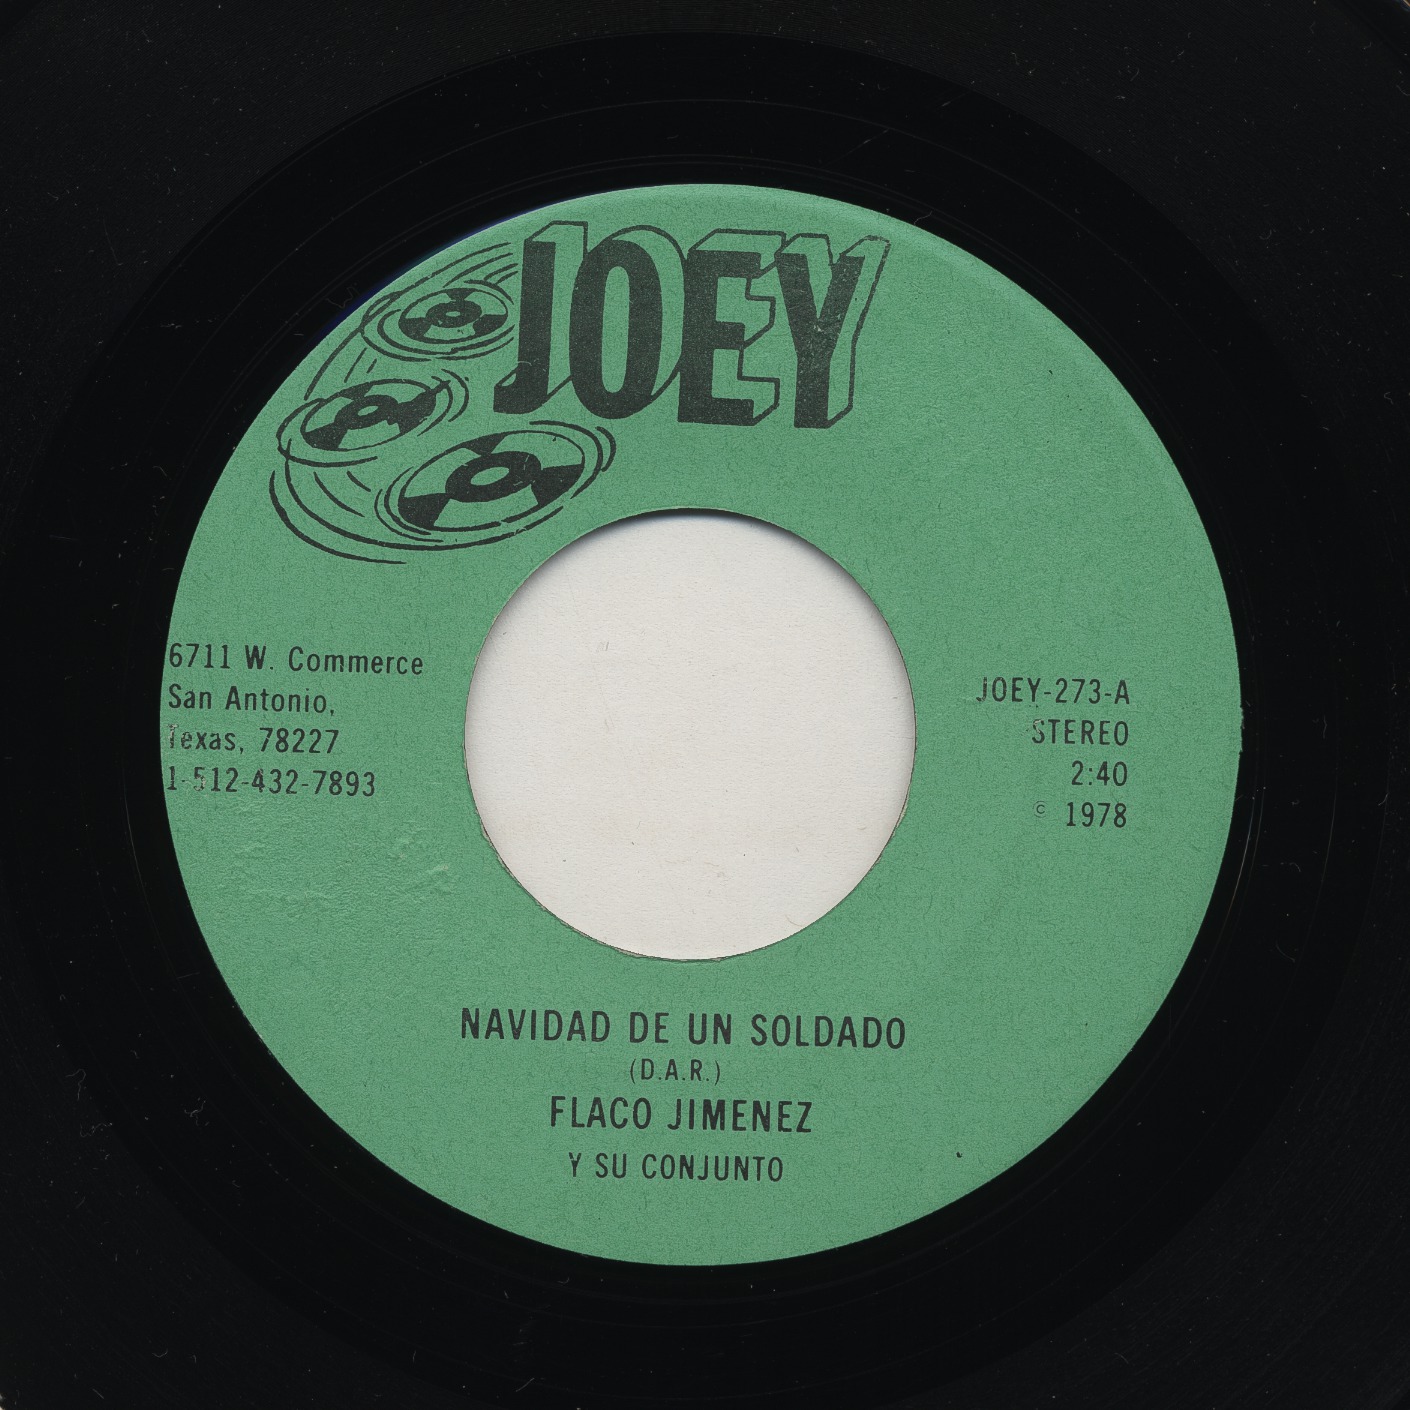 JOEY
6711 W. Commerce
San Antonio,
Texas, 78227
1-512-432-7893
JOEY-273-A
STEREO
2:40
© 1978
NAVIDAD DE UN SOLDADO
(D.A.R.)
FLACO JIMENEZ
Y SU CONJUNTO